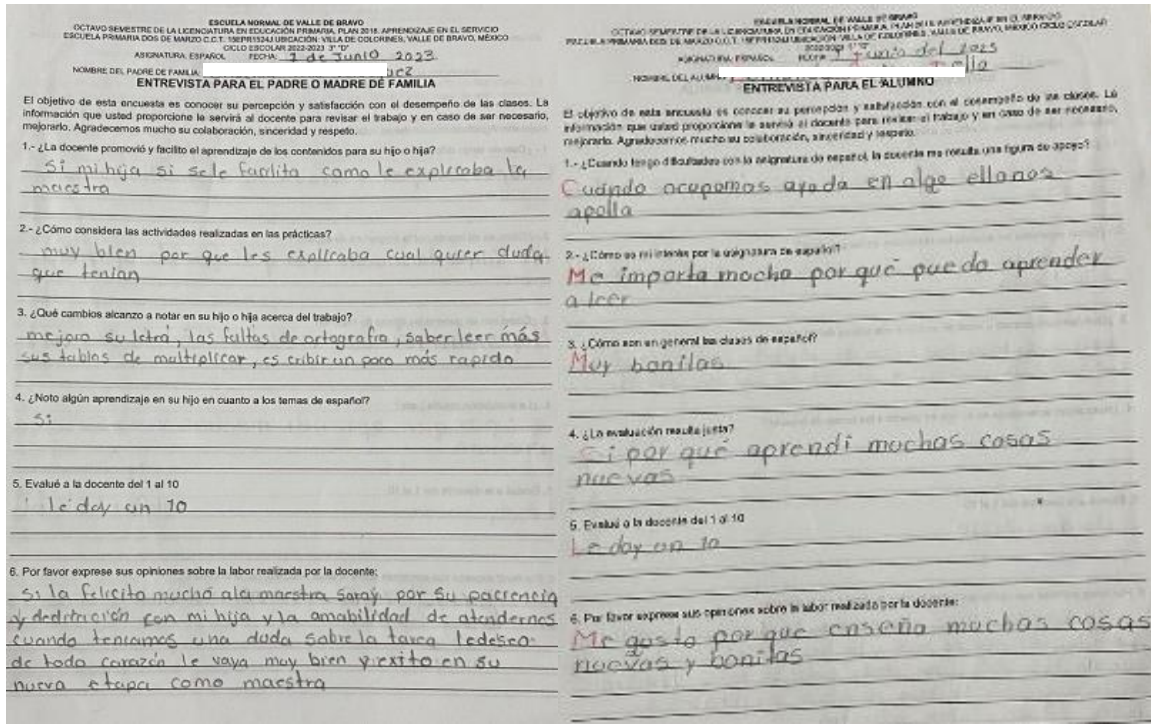 ESCUELA NORMAL DE VALLE DE BRAVO
OCTAVO SEMESTRE DE LA LICENCIATURA EN EDUCACIÓN PRIMARIA, PLAN 2018. APRENDIZAJE EN EL SERVICIO
ESCUELA PRIMARIA DOS DE MARZO C.C.T. 15EPR1524J UBICACIÓN: VILLA DE COLORINES, VALLE DE BRAVO, MÉXICO
CICLO ESCOLAR 2022-2023 3° "D"
ASIGNATURA: ESPAÑOL FECHA: 2 de Junio 2023
NOMBRE DEL PADRE DE FAMILIA:
ENTREVISTA PARA EL PADRE O MADRE DE FAMILIA
El objetivo de esta encuesta es conocer su percepción y satisfacción con el desempeño de las clases. La
información que usted proporcione le servirá al docente para revisar el trabajo y en caso de ser necesario,
mejorarlo. Agradecemos mucho su colaboración, sinceridad y respeto.
1.- ¿La docente promovió y facilito el aprendizaje de los contenidos para su hijo o hija?
Si mi hija si sele facilito como le explicaba la
maestra
2.- ¿Cómo considera las actividades realizadas en las prácticas?
muy bien por que les explicaba cual quier duda
que tenian
3. ¿Qué cambios alcanzo a notar en su hijo o hija acerca del trabajo?
mejoro su letra, las faltas de ortografia, saber leer más
sus tablas de multiplicar, es cribir un poco más rapido
4. ¿Noto algún aprendizaje en su hijo en cuanto a los temas de español?
Si
5. Evalué a la docente del 1 al 10
le doy un 10
6. Por favor exprese sus opiniones sobre la labor realizada por la docente:
Si la felicito mucho ala maestra Saray por su paciencia
y dedicación con mi hija y la amabilidad de atendernos
cuando teniamos una duda sobre la tarea ledeseo
de todo corazón le vaya muy bien y exito en su
nueva etapa como maestra
ESCUELA NORMAL DE VALLE DE BRAVO
ENTREVISTA PARA EL ALUMNO
El objetivo de esta encuesta es conocer su percepción y satisfacción con el desempeño de las clases. La
información que usted proporcione le servirá al docente para revisar el trabajo y en caso de ser necesario,
mejorarlo. Agradecemos mucho su colaboración, sinceridad y respeto.
1.- ¿Cuando tengo dificultades con la asignatura de español, la docente me resulta una figura de apoyo?
Cuándo ocupamos ayuda en algo ella nos
apolla
2.- ¿Cómo es mi interés por la asignatura de español?
Me importa mocho por qué puedo aprender
a leer
3. ¿Cómo son en general las clases de español?
Muy bonitas
4. ¿La evaluación resulta justa?
Si por qué aprendi muchas cosas
nuevas
5. Evalué a la docente del 1 al 10
Le doy un 10
6. Por favor exprese sus opiniones sobre la labor realizada por la docente:
Me gusto por que enseña muchas cosas
nuevas y bonitas